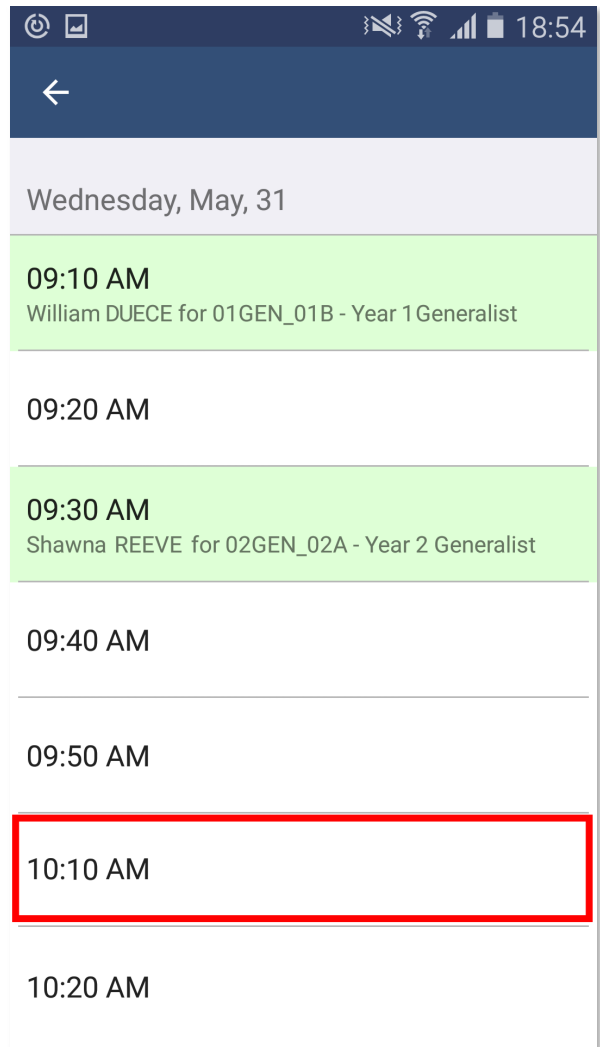 18:54
Wednesday, May, 31
09:10 AM
William DUECE for 01GEN_01B - Year 1 Generalist
09:20 AM
09:30 AM
Shawna REEVE for 02GEN_02A - Year 2 Generalist
09:40 AM
09:50 AM
10:10 AM
10:20 AM